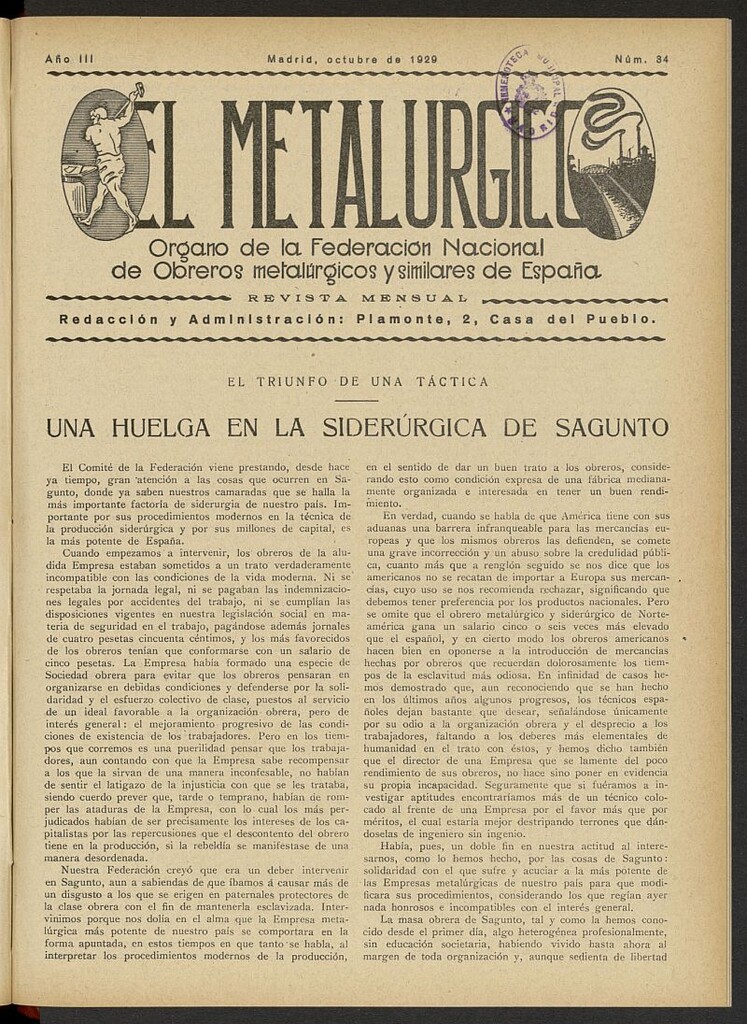 Año III
Madrid, octubre de 1929
Núm. 34
HEMEROTECA MUNICIPAL
MADRID
EL METALURGICO
Organo de la Federación Nacional
de Obreros metalúrgicos y similares de España
REVISTA MENSUAL
Redacción y Administración: Piamonte, 2, Casa del Pueblo.
EL TRIUNFO DE UNA TÁCTICA
UNA HUELGA EN LA SIDERÚRGICA DE SAGUNTO
El Comité de la Federación viene prestando, desde hace
ya tiempo, gran atención a las cosas que ocurren en Sa-
gunto, donde ya saben nuestros camaradas que se halla la
más importante factoría de siderurgia de nuestro país. Im-
portante por sus procedimientos modernos en la técnica de
la producción siderúrgica y por sus millones de capital, es
la más potente de España.
Cuando empezamos a intervenir, los obreros de la alu-
dida Empresa estaban sometidos a un trato verdaderamente
incompatible con las condiciones de la vida moderna. Ni se
respetaba la jornada legal, ni se pagaban las indemnizacio-
nes legales por accidentes del trabajo, ni se cumplían las
disposiciones vigentes en nuestra legislación social en ma-
teria de seguridad en el trabajo, pagándose además jornales
de cuatro pesetas cincuenta céntimos, y los más favorecidos
de los obreros tenían que conformarse con un salario de
cinco pesetas. La Empresa había formado una especie de
Sociedad obrera para evitar que los obreros pensaran en
organizarse en debidas condiciones y defenderse por la soli-
daridad y el esfuerzo colectivo de clase, puestos al servicio
de un ideal favorable a la organización obrera, pero de
interés general: el mejoramiento progresivo de las condi-
ciones de existencia de los trabajadores. Pero en los tiem-
pos que corremos es una puerilidad pensar que los trabaja-
dores, aun contando con que la Empresa sabe recompensar
a los que la sirvan de una manera inconfesable, no habían
de sentir el latigazo de la injusticia con que se les trataba,
siendo cuerdo prever que, tarde o temprano, habían de rom-
per las ataduras de la Empresa, con lo cual los más per-
judicados habían de ser precisamente los intereses de los ca-
pitalistas por las repercusiones que el descontento del obrero
tiene en la producción, si la rebeldía se manifestase de una
manera desordenada.
Nuestra Federación creyó que era un deber intervenir
en Sagunto, aun a sabiendas de que íbamos á causar más de
un disgusto a los que se erigen en paternales protectores de
la clase obrera con el fin de mantenerla esclavizada. Inter-
vinimos porque nos dolía en el alma que la Empresa meta-
lúrgica más potente de nuestro país se comportara en la
forma apuntada, en estos tiempos en que tanto se habla, al
interpretar los procedimientos modernos de la producción,
en el sentido de dar un buen trato a los obreros, conside-
rando esto como condición expresa de una fábrica mediana-
mente organizada e interesada en tener un buen rendi-
miento.
En verdad, cuando se habla de que América tiene con sus
aduanas una barrera infranqueable para las mercancías eu-
ropeas y que los mismos obreros las defienden, se comete
una grave incorrección y un abuso sobre la credulidad públi-
ca, cuanto más que a renglón seguido se nos dice que los
americanos no se recatan de importar a Europa sus mercan-
cías, cuyo uso se nos recomienda rechazar, significando que
debemos tener preferencia por los productos nacionales. Pero
se omite que el obrero metalúrgico y siderúrgico de Norte-
américa gana un salario cinco o seis veces más elevado
que el español, y en cierto modo los obreros americanos
hacen bien en oponerse a la introducción de mercancías
hechas por obreros que recuerdan dolorosamente los tiem-
pos de la esclavitud más odiosa. En infinidad de casos he-
mos demostrado que, aun reconociendo que se han hecho
en los últimos años algunos progresos, los técnicos espa-
ñoles dejan bastante que desear, señalándose únicamente
por su odio a la organización obrera y el desprecio a los
trabajadores, faltando a los deberes más elementales de
humanidad en el trato con éstos, y hemos dicho también
que el director de una Empresa que se lamente del poco
rendimiento de sus obreros, no hace sino poner en evidencia
su propia incapacidad. Seguramente que si fuéramos a in-
vestigar aptitudes encontraríamos más de un técnico colo-
cado al frente de una Empresa por el favor más que por
méritos, el cual estaría mejor destripando terrones que dán-
doselas de ingeniero sin ingenio.
Había, pues, un doble fin en nuestra actitud al intere-
sarnos, como lo hemos hecho, por las cosas de Sagunto:
solidaridad con el que sufre y acuciar a la más potente de
las Empresas metalúrgicas de nuestro país para que modi-
ficara sus procedimientos, considerando los que regían ayer
nada honrosos e incompatibles con el interés general.
La masa obrera de Sagunto, tal y como la hemos cono-
cido desde el primer día, algo heterogénea profesionalmente,
sin educación societaria, habiendo vivido hasta ahora al
margen de toda organización y, aunque sedienta de libertad